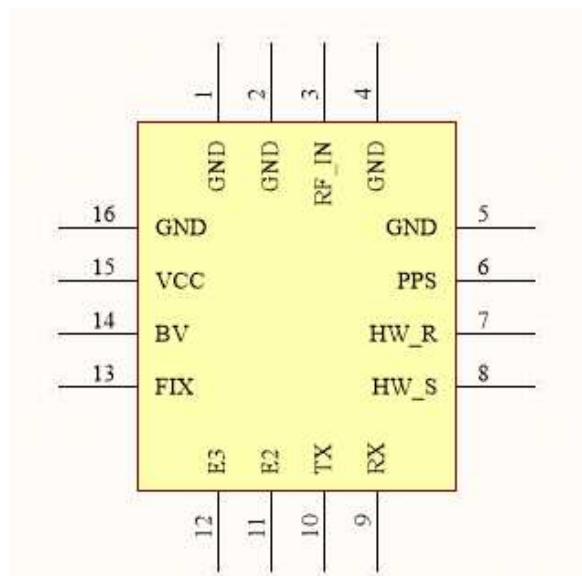 1 2 3 4
GND GND RF_IN GND
16 GND GND 5
15 VCC PPS 6
14 BV HW_R 7
13 FIX HW_S 8
E3 E2 TX RX
12 11 10 9